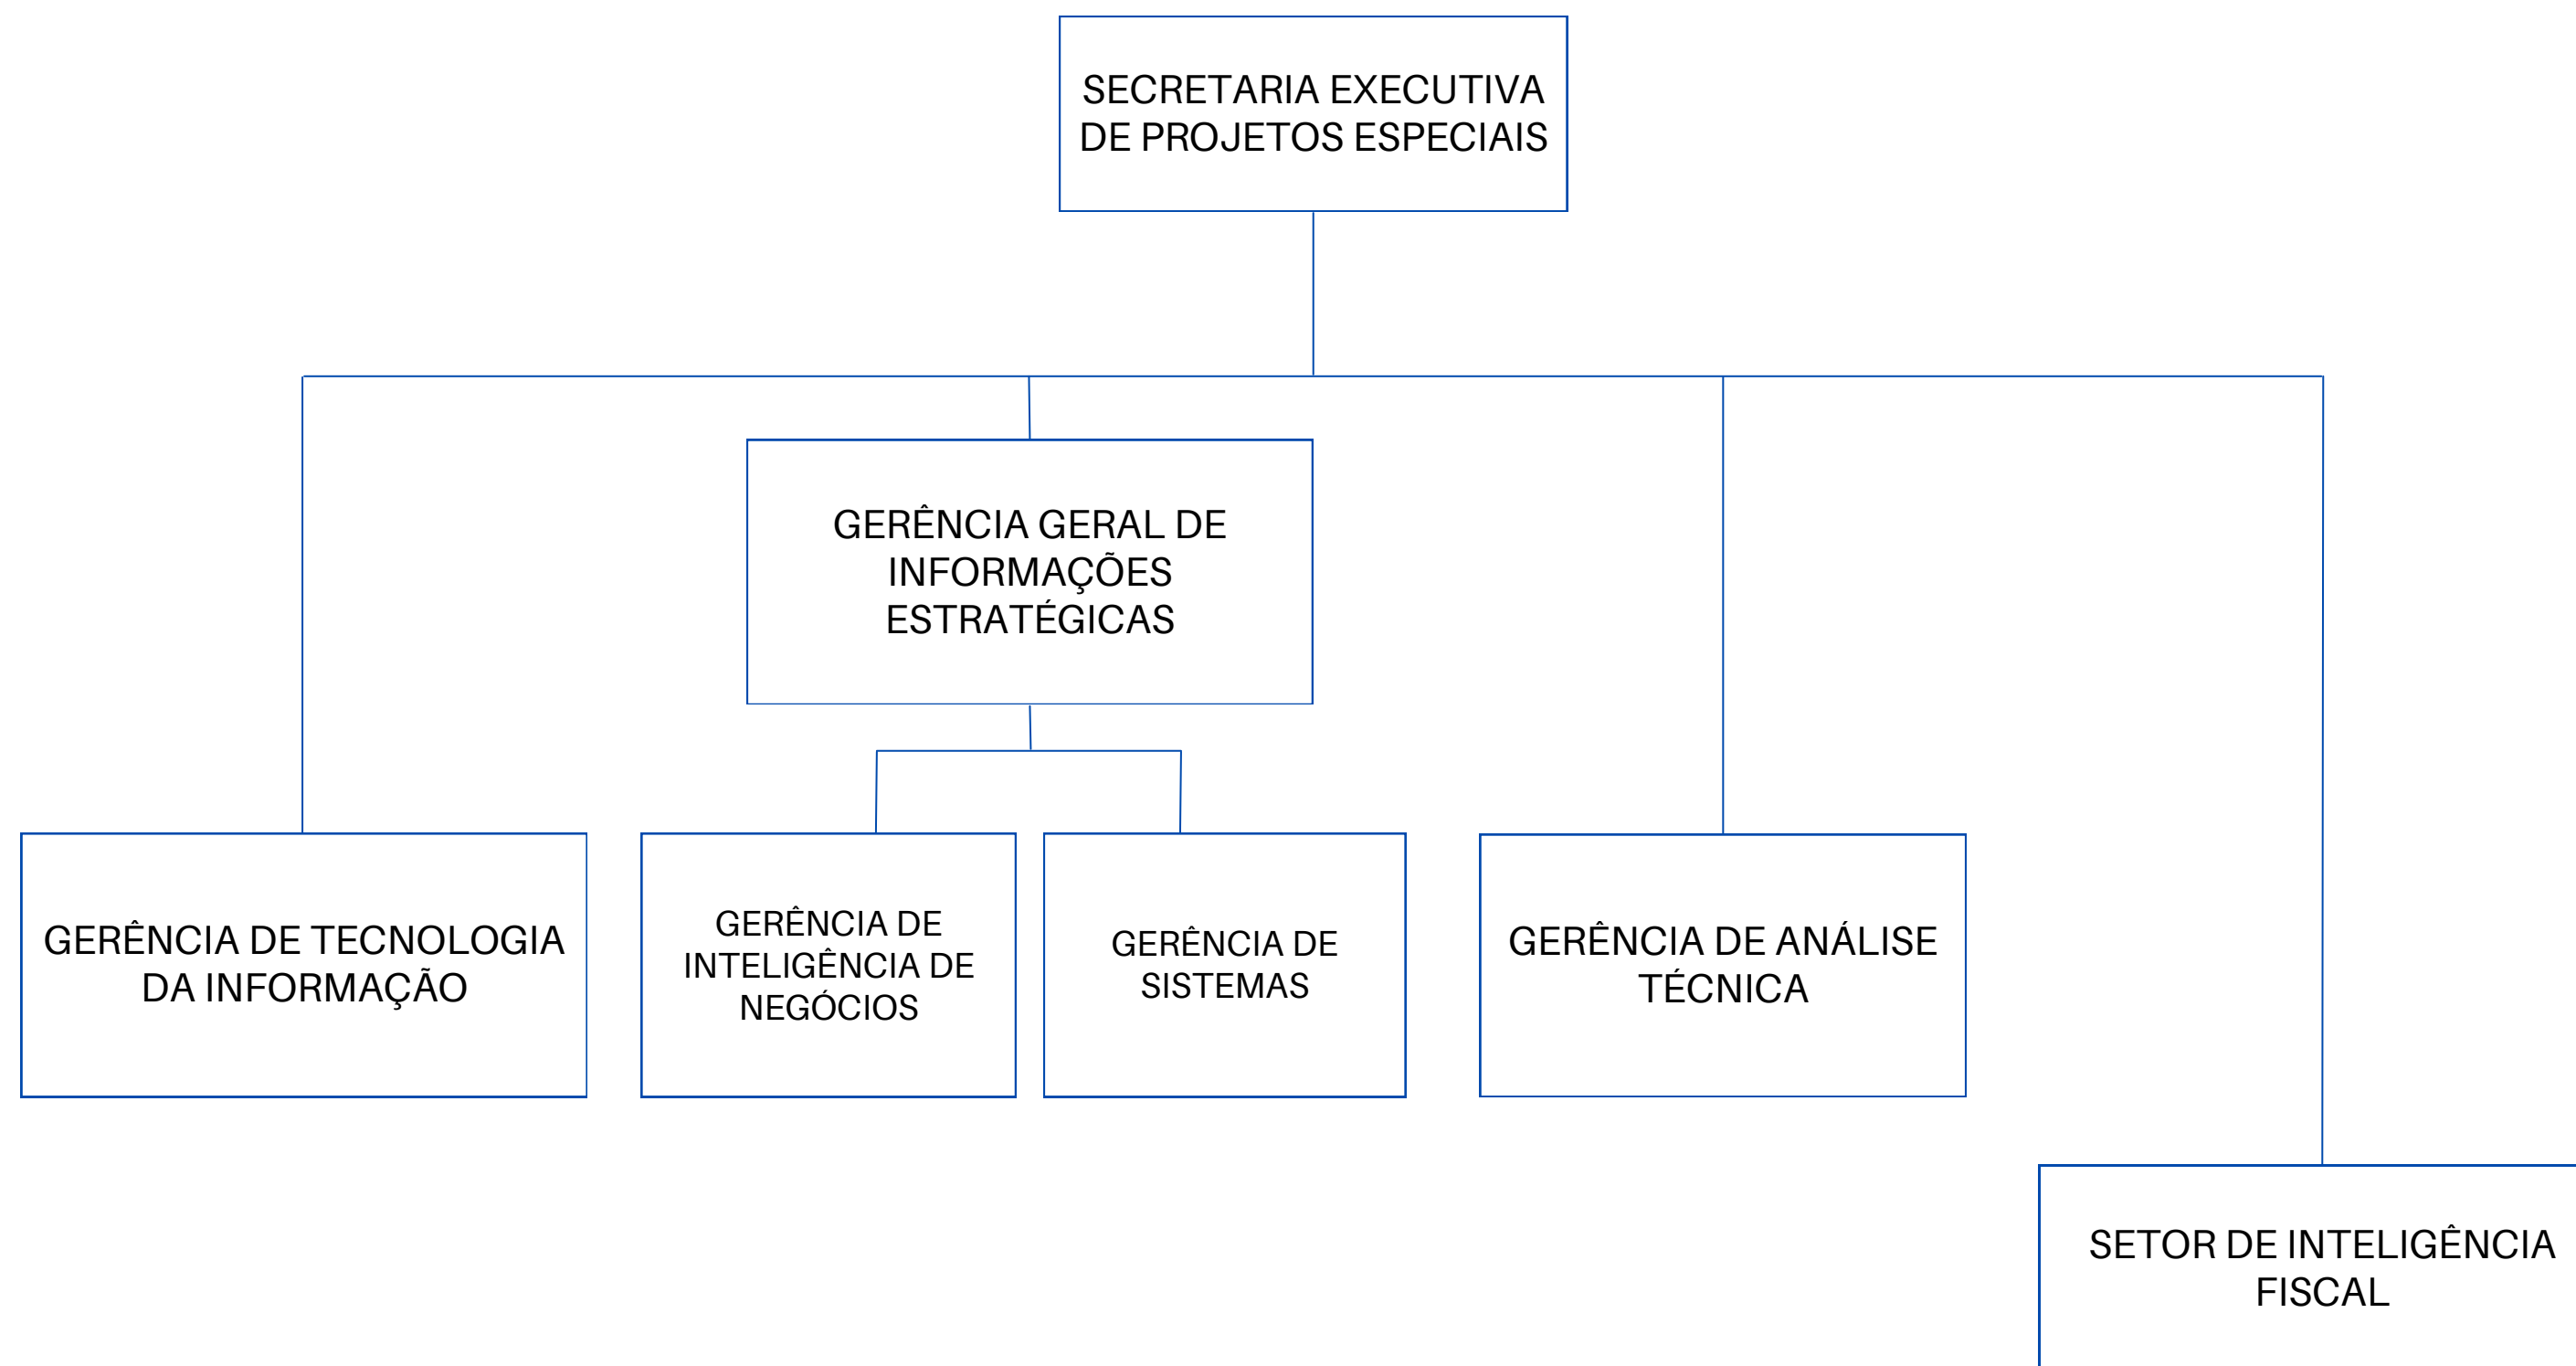 SECRETARIA EXECUTIVA
DE PROJETOS ESPECIAIS
GERÊNCIA GERAL DE
INFORMAÇÕES
ESTRATÉGICAS
GERÊNCIA DE TECNOLOGIA
DA INFORMAÇÃO
GERÊNCIA DE
INTELIGÊNCIA DE
NEGÓCIOS
GERÊNCIA DE
SISTEMAS
GERÊNCIA DE ANÁLISE
TÉCNICA
SETOR DE INTELIGÊNCIA
FISCAL